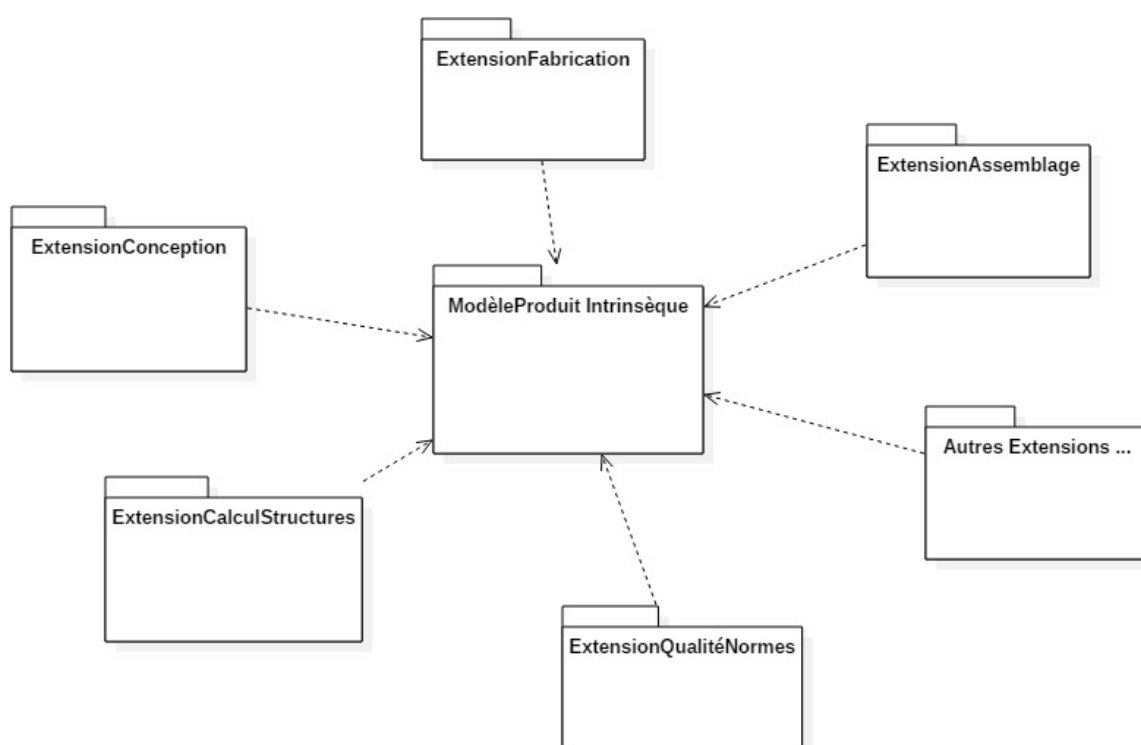 ExtensionFabrication
ExtensionAssemblage
ExtensionConception
ModèleProduit Intrinsèque
Autres Extensions ...
ExtensionCalculStructures
ExtensionQualitéNormes